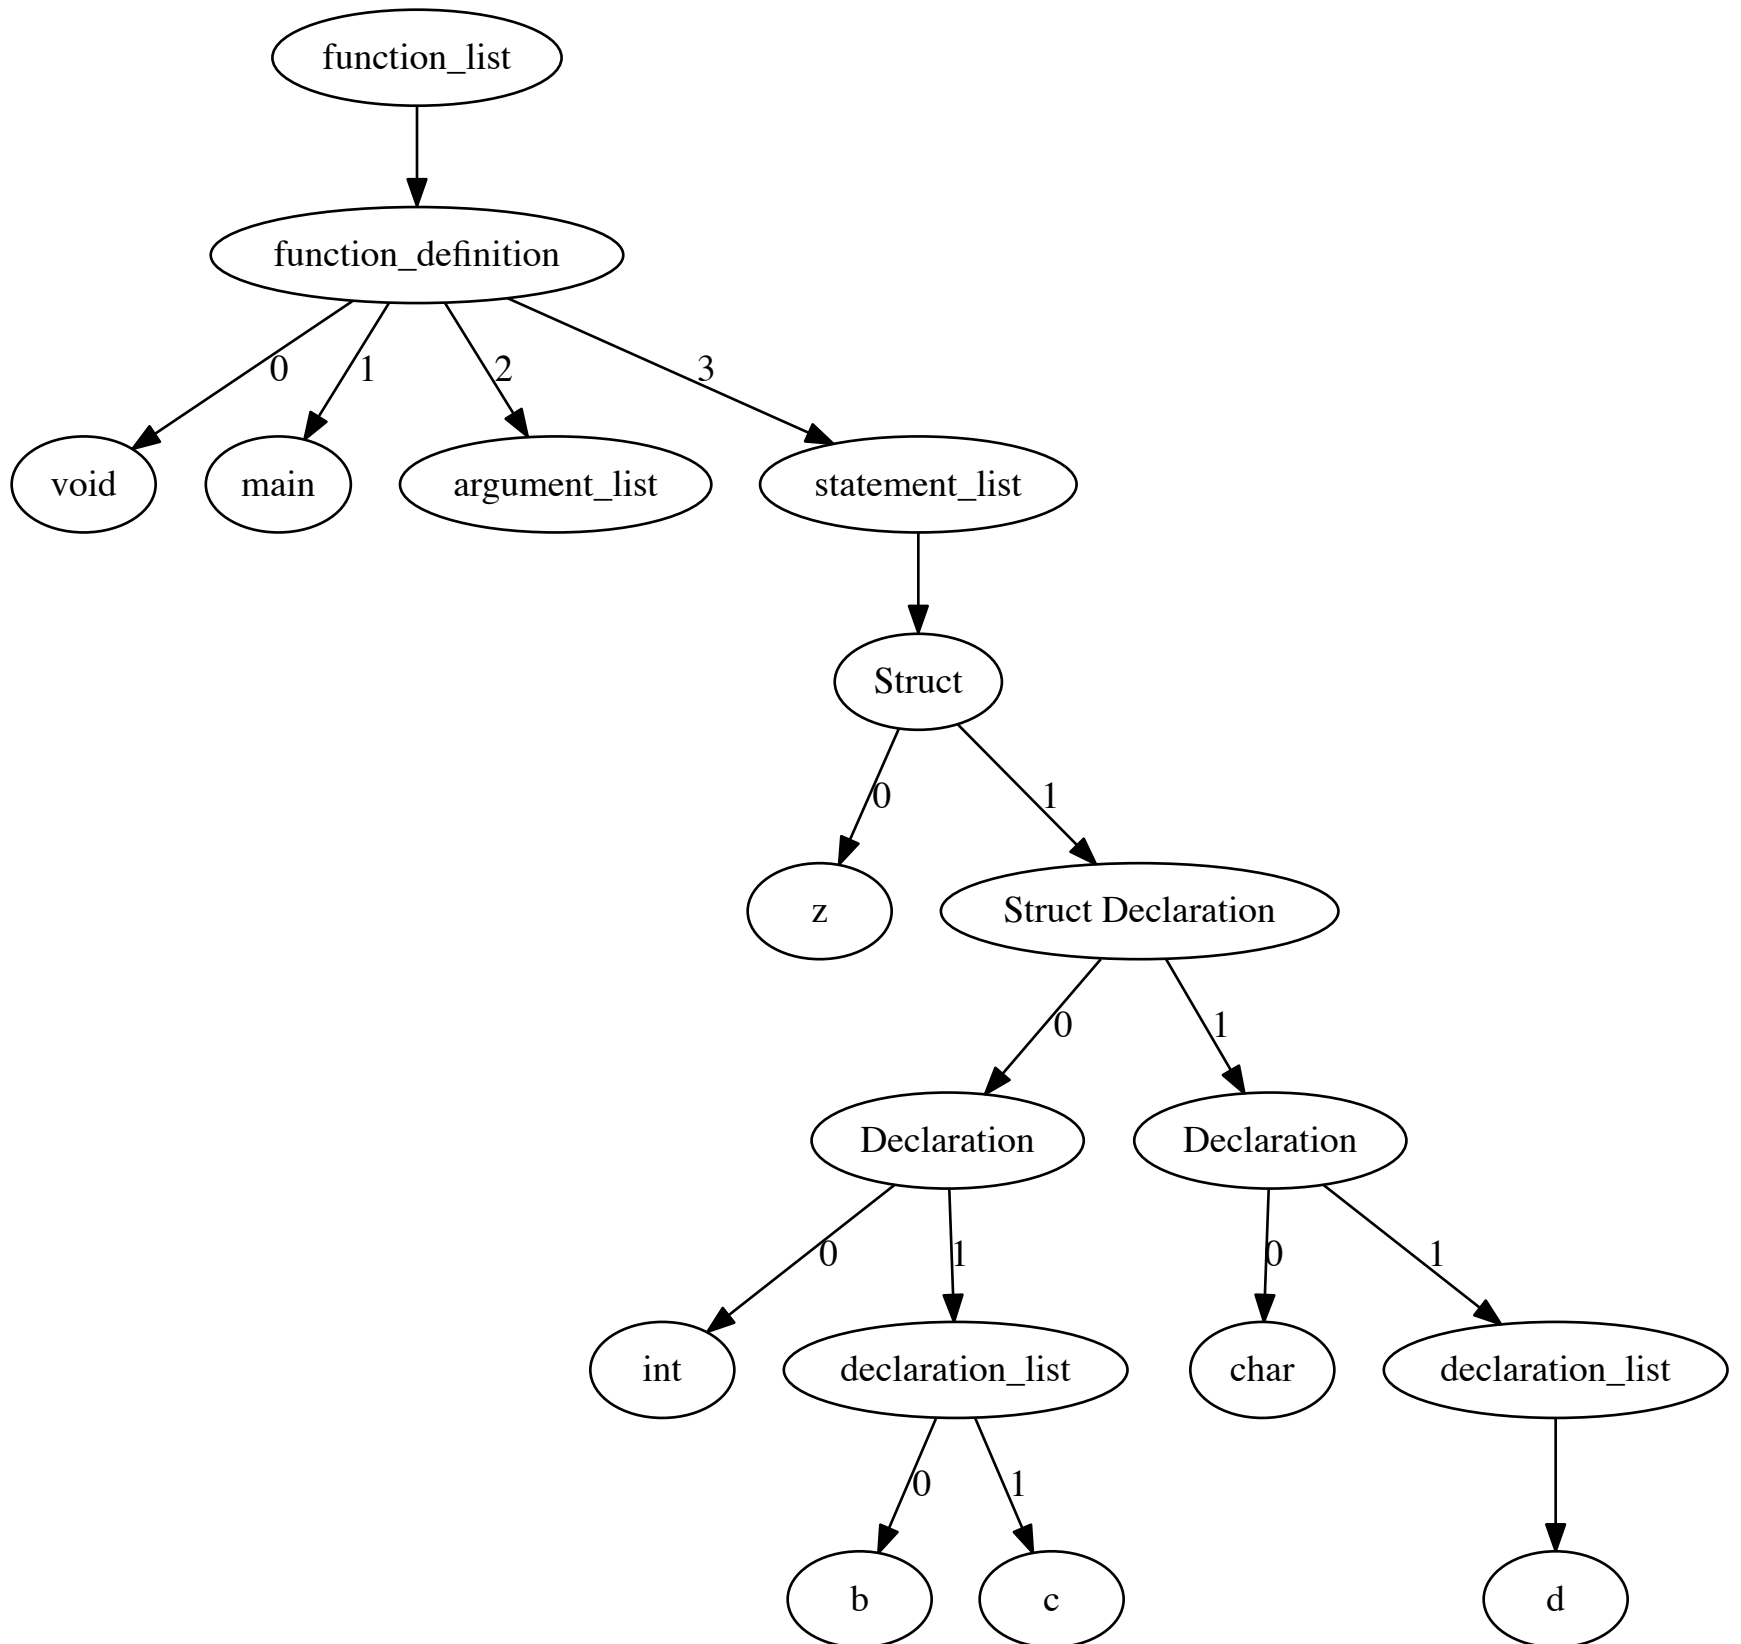 function_list
function_definition
0
1
2
3
void
main
argument_list
statement_list
Struct
0
1
z
Struct Declaration
0
1
Declaration
Declaration
0
1
0
1
int
declaration_list
char
declaration_list
0
1
b
c
d